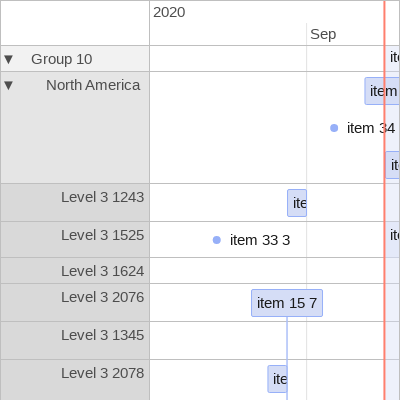 2020
Sep
▼ Group 10
ite
▼ North America
item
item 34
it
Level 3 1243
ite
Level 3 1525
item 33 3
ite
Level 3 1624
Level 3 2076
item 15 7
Level 3 1345
Level 3 2078
ite